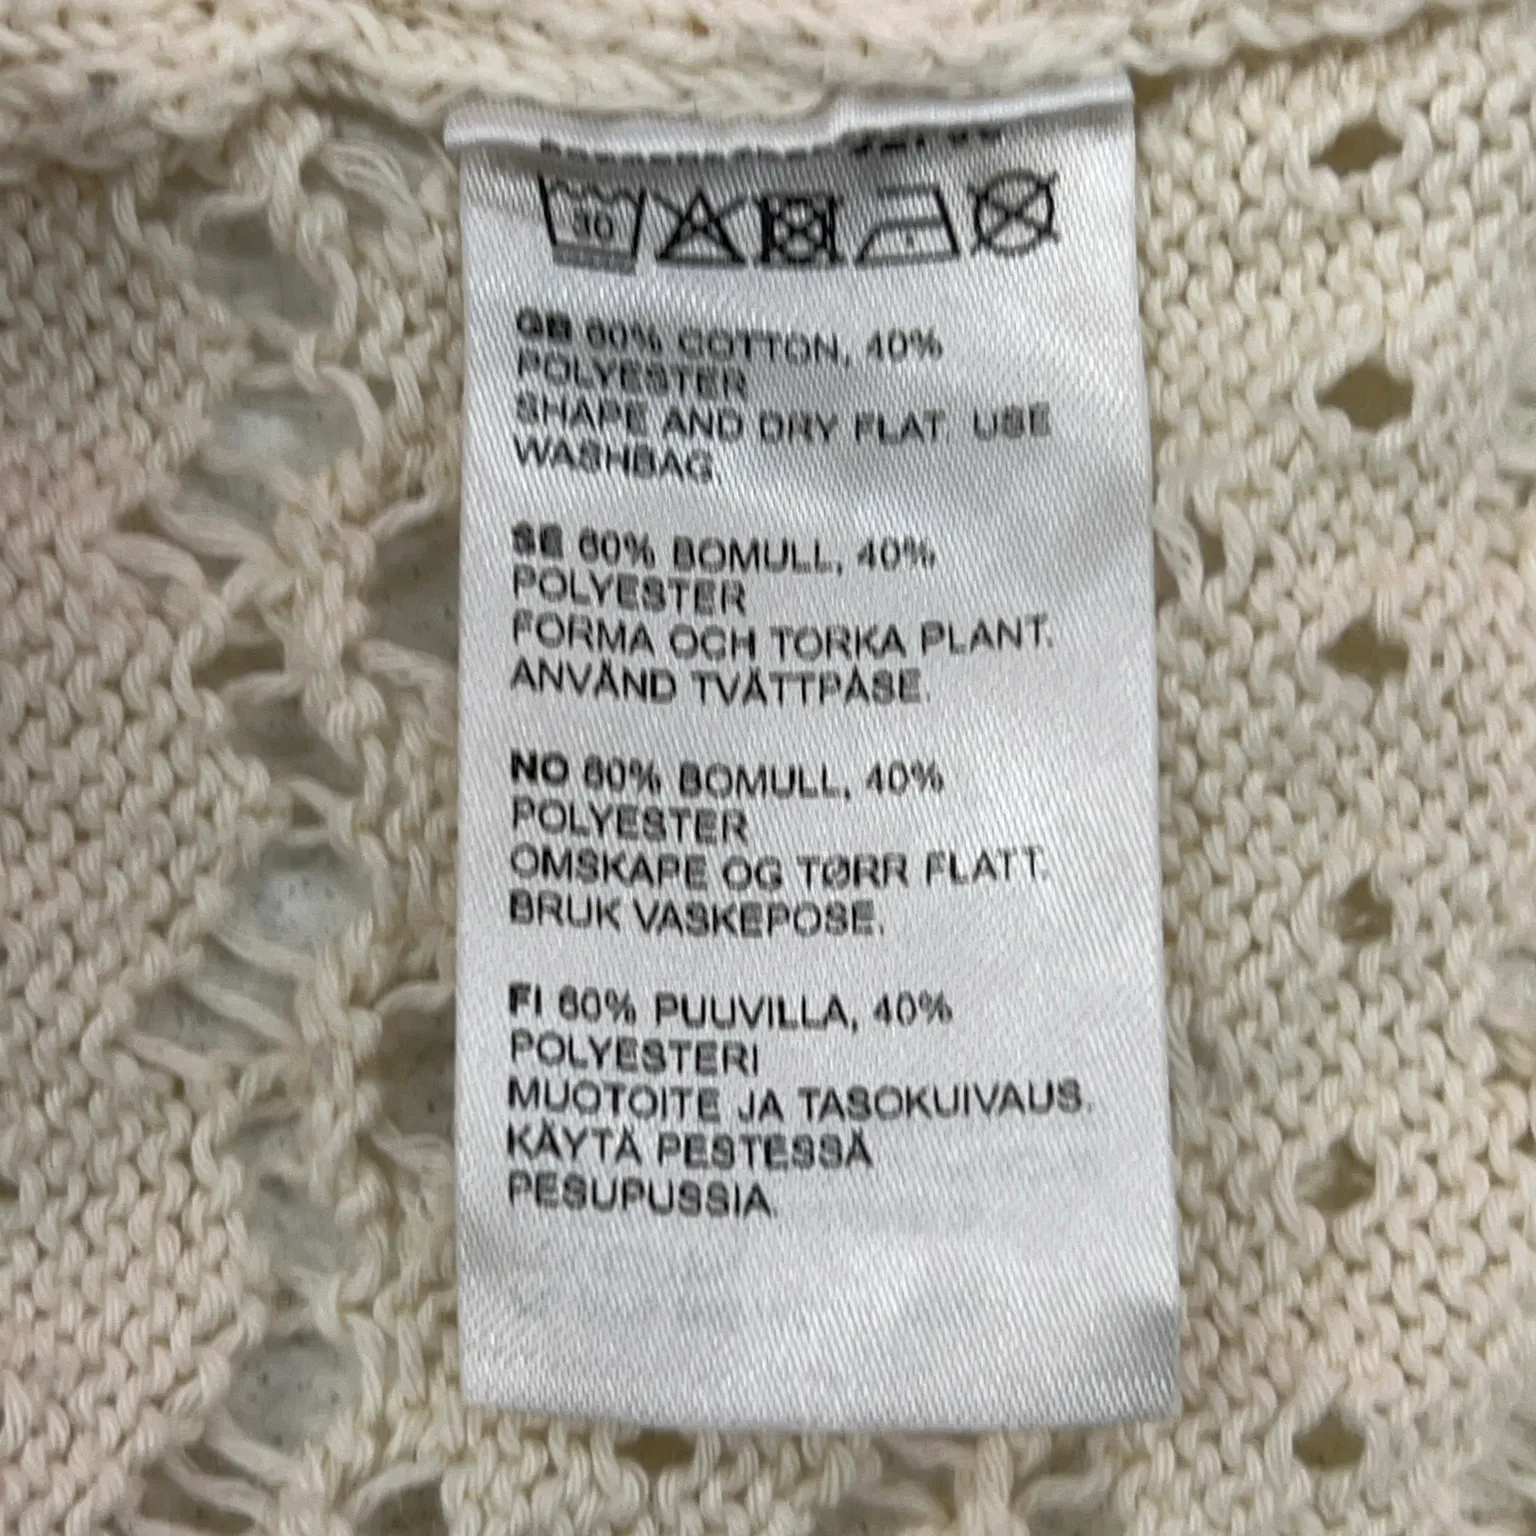 30
GB 60% COTTON, 40%
POLYESTER
SHAPE AND DRY FLAT. USE
WASHBAG.
SE 60% BOMULL, 40%
POLYESTER
FORMA OCH TORKA PLANT.
ANVÄND TVÄTTPÅSE.
NO 60% BOMULL, 40%
POLYESTER
OMSKAPE OG TØRR FLATT.
BRUK VASKEPOSE.
FI 60% PUUVILLA, 40%
POLYESTERI
MUOTOITE JA TASOKUIVAUS.
KÄYTÄ PESTESSÄ
PESUPUSSIA.